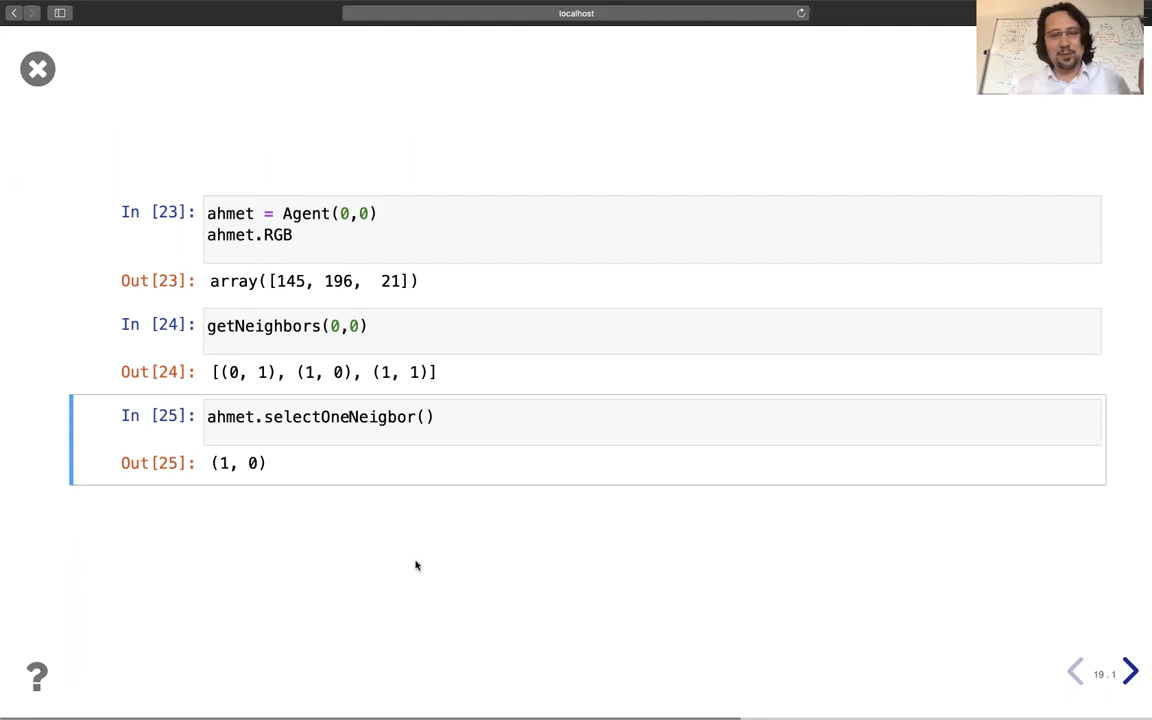 localhost
In [23]: ahmet = Agent(0,0)
ahmet.RGB
Out[23]: array([145, 196,  21])
In [24]: getNeighbors(0,0)
Out[24]: [(0, 1), (1, 0), (1, 1)]
In [25]: ahmet.selectOneNeigbor()
Out[25]: (1, 0)
?
19.1